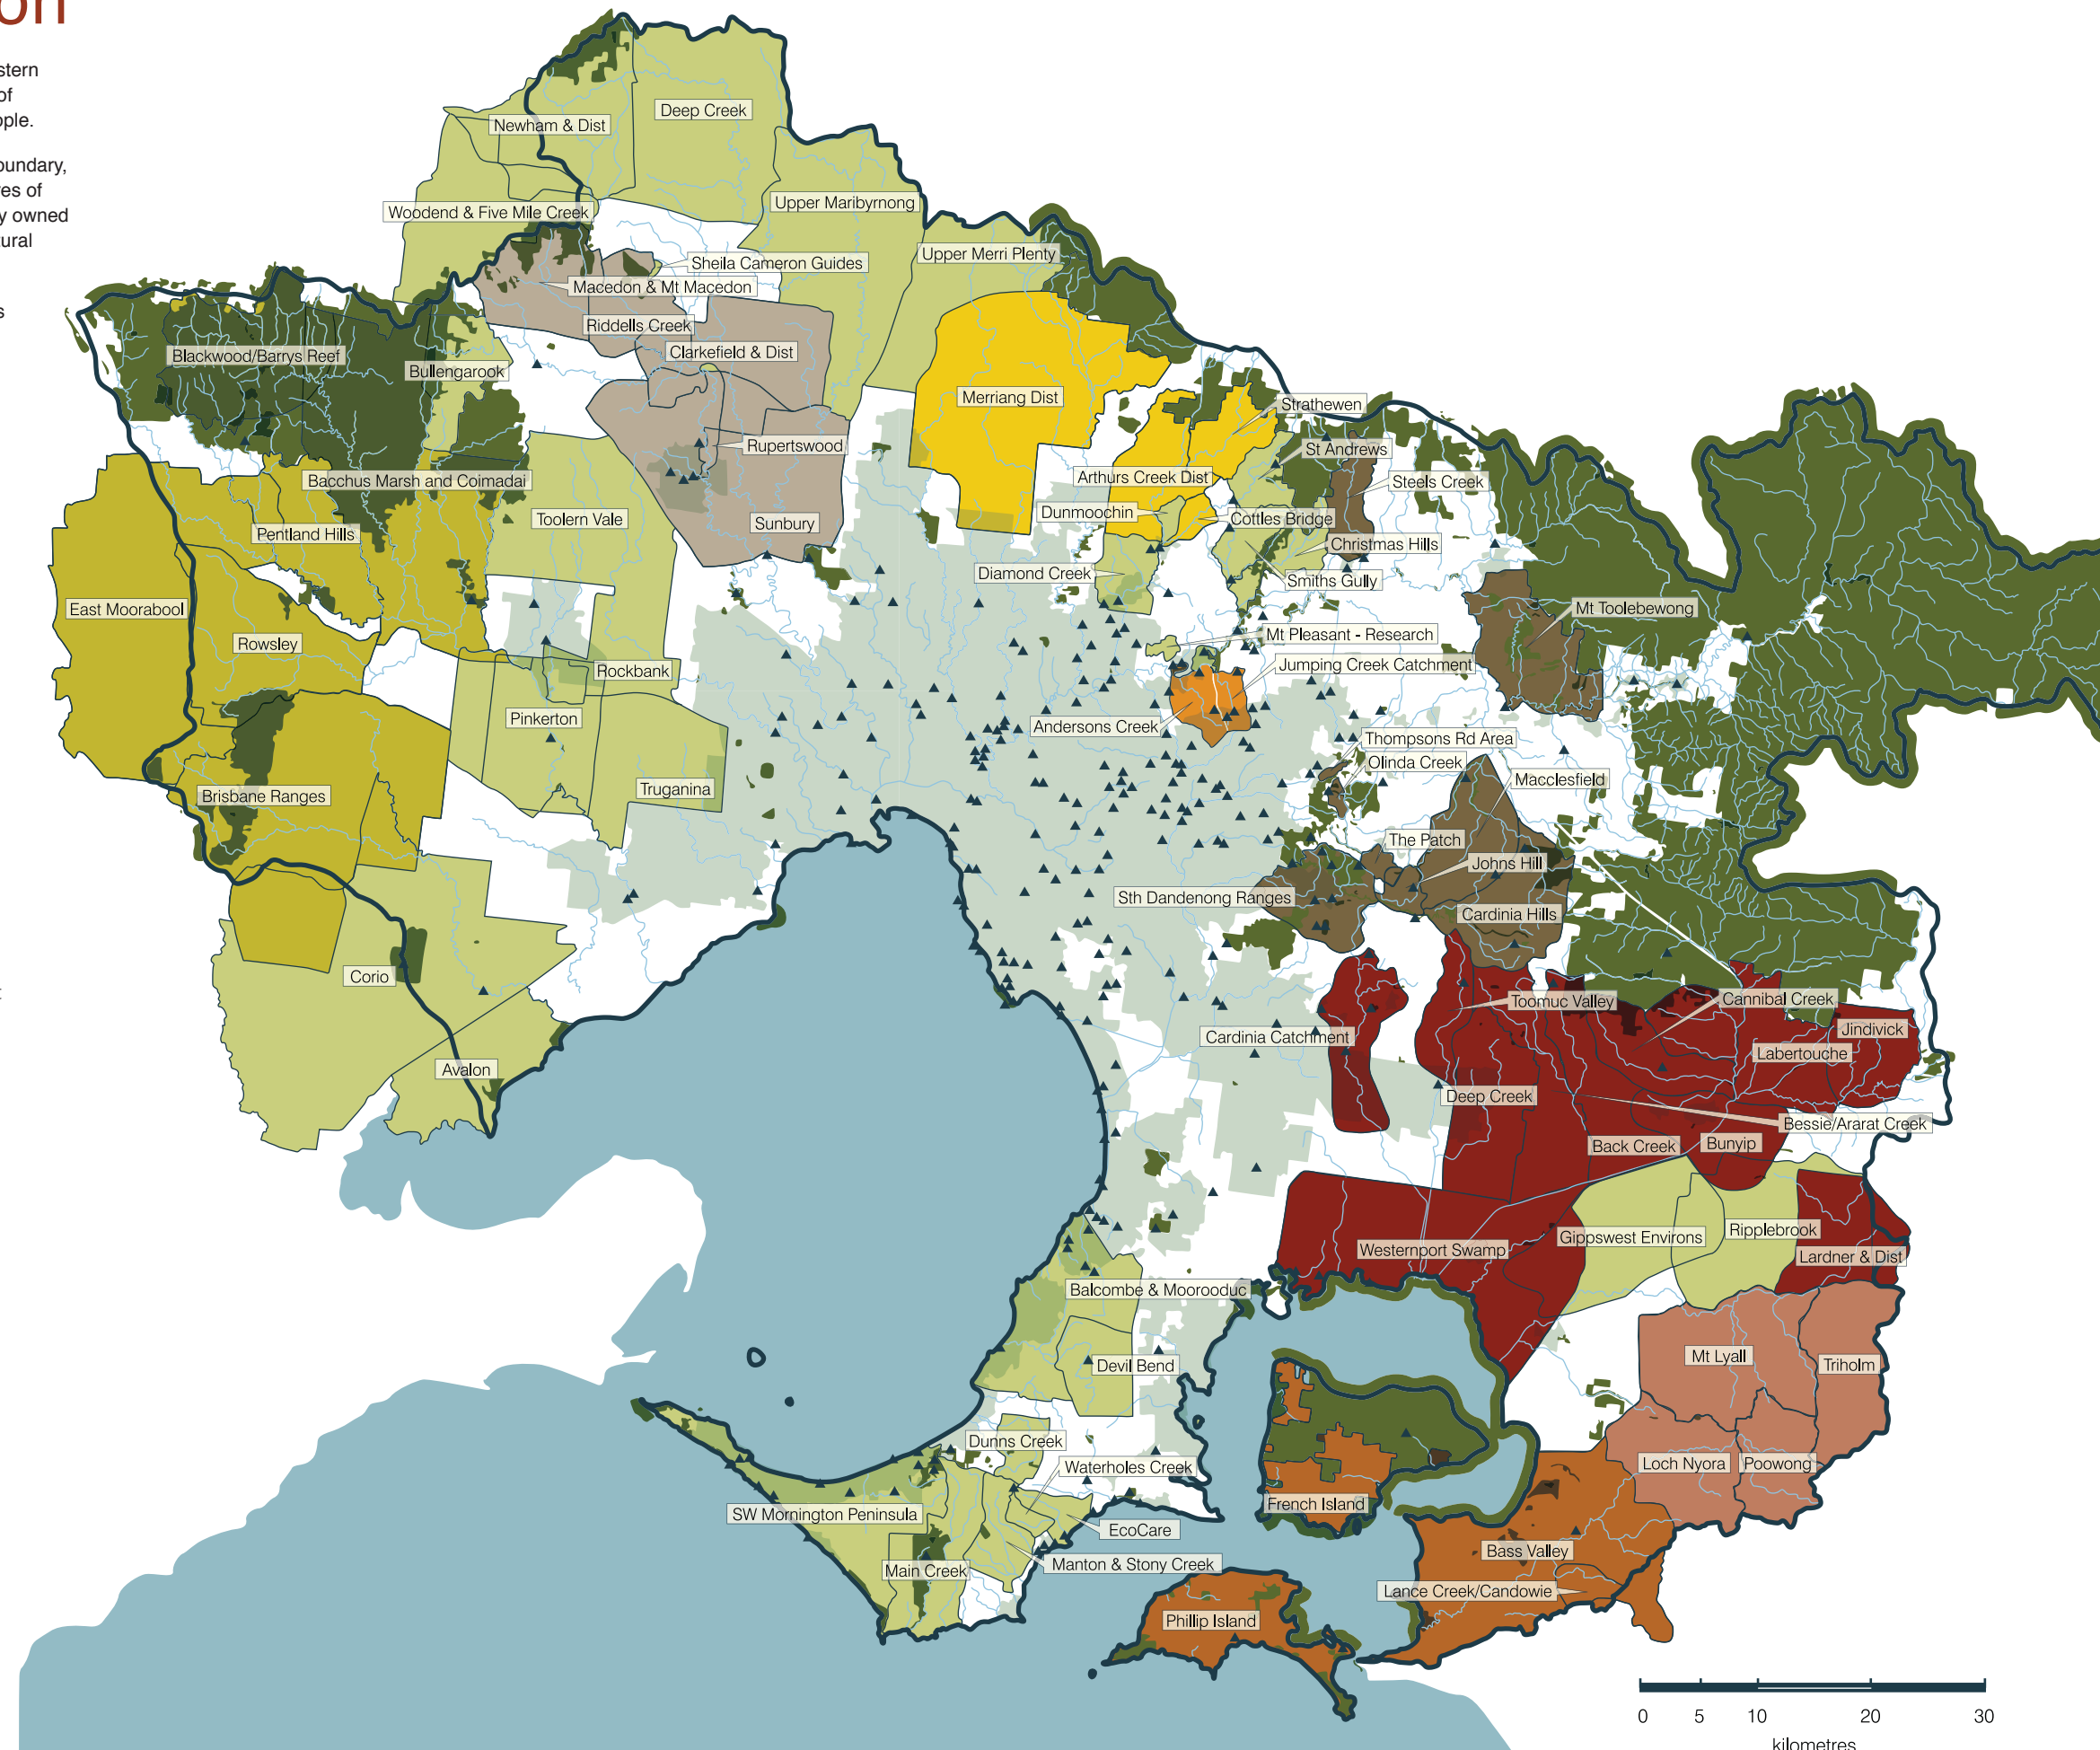 on
stern
of
ple.
oundary,
es of
y owned
tural
s
Deep Creek
Newham & Dist
Upper Maribyrnong
Woodend & Five Mile Creek
Upper Merri Plenty
Sheila Cameron Guides
Macedon & Mt Macedon
Riddells Creek
Clarkefield & Dist
Blackwood/Barrys Reef
Bullengarook
Merriang Dist
Strathewen
Rupertswood
St Andrews
Arthurs Creek Dist
Steels Creek
Bacchus Marsh and Coimadai
Dunmoochin
Cottles Bridge
Toolern Vale
Sunbury
Pentland Hills
Christmas Hills
Diamond Creek
Smiths Gully
East Moorabool
Mt Toolebewong
Rowsley
Mt Pleasant - Research
Jumping Creek Catchment
Rockbank
Pinkerton
Andersons Creek
Thompsons Rd Area
Olinda Creek
Macclesfield
Truganina
Brisbane Ranges
The Patch
Johns Hill
Sth Dandenong Ranges
Cardinia Hills
Corio
Toomuc Valley
Cannibal Creek
Jindivick
Cardinia Catchment
Labertouche
Avalon
Deep Creek
Bessie/Ararat Creek
Back Creek
Bunyip
Ripplebrook
Gippswest Environs
Westernport Swamp
Lardner & Dist
Balcombe & Moorooduc
Mt Lyall
Triholm
Devil Bend
Dunns Creek
Waterholes Creek
Loch Nyora
Poowong
French Island
SW Mornington Peninsula
EcoCare
Bass Valley
Manton & Stony Creek
Main Creek
Lance Creek/Candowie
Phillip Island
0 5 10 20 30
kilometres